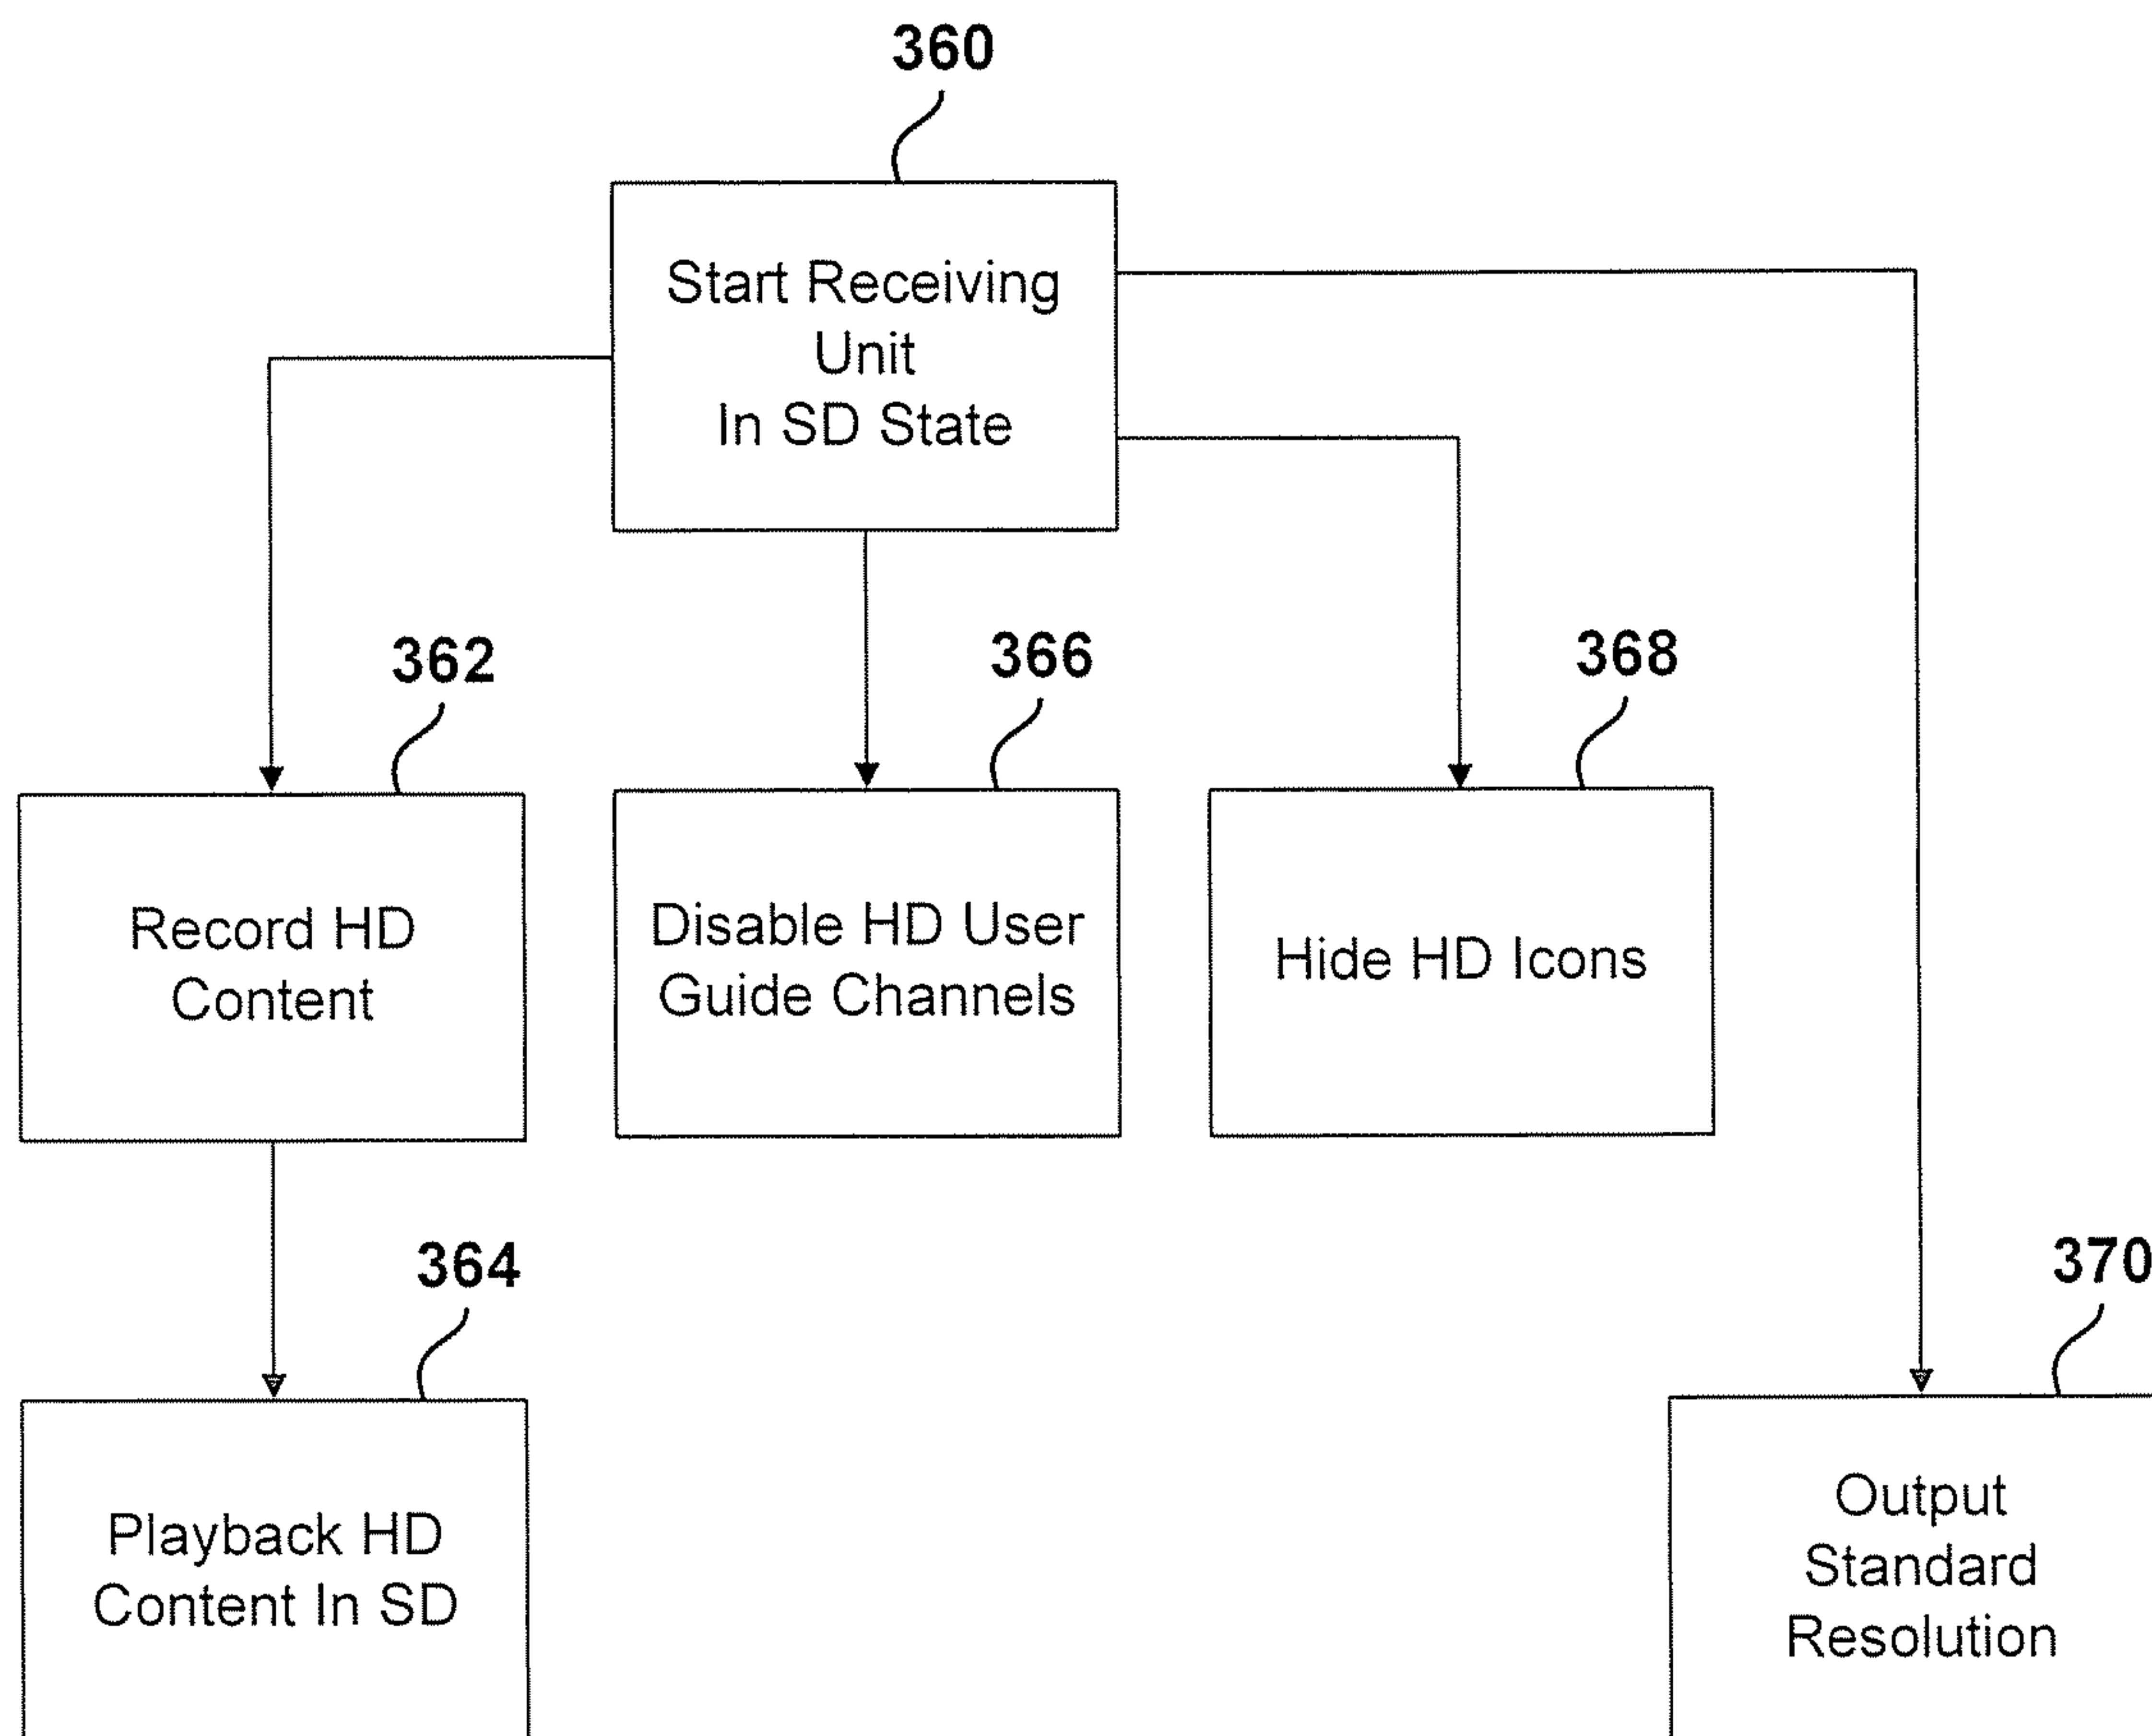 360
Start Receiving
Unit
In SD State
362
366
368
Record HD
Content
Disable HD User
Guide Channels
Hide HD Icons
364
370
Playback HD
Content In SD
Output
Standard
Resolution